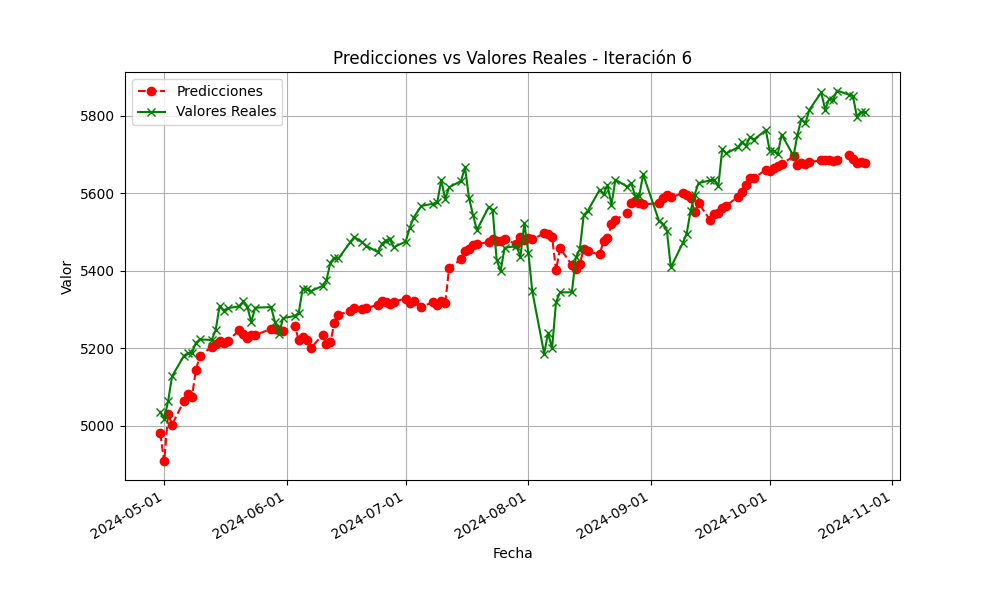 Predicciones vs Valores Reales - Iteración 6
Predicciones
Valores Reales
Valor
5800
5600
5400
5200
5000
2024-05-01
2024-06-01
2024-07-01
2024-08-01
2024-09-01
2024-10-01
2024-11-01
Fecha